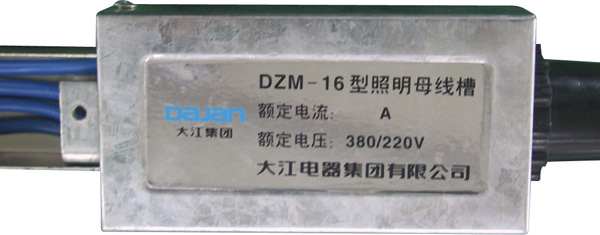 DZM-16型照明母线槽
DaJian
大江集团
额定电流: A
额定电压: 380/220V
大江电器集团有限公司